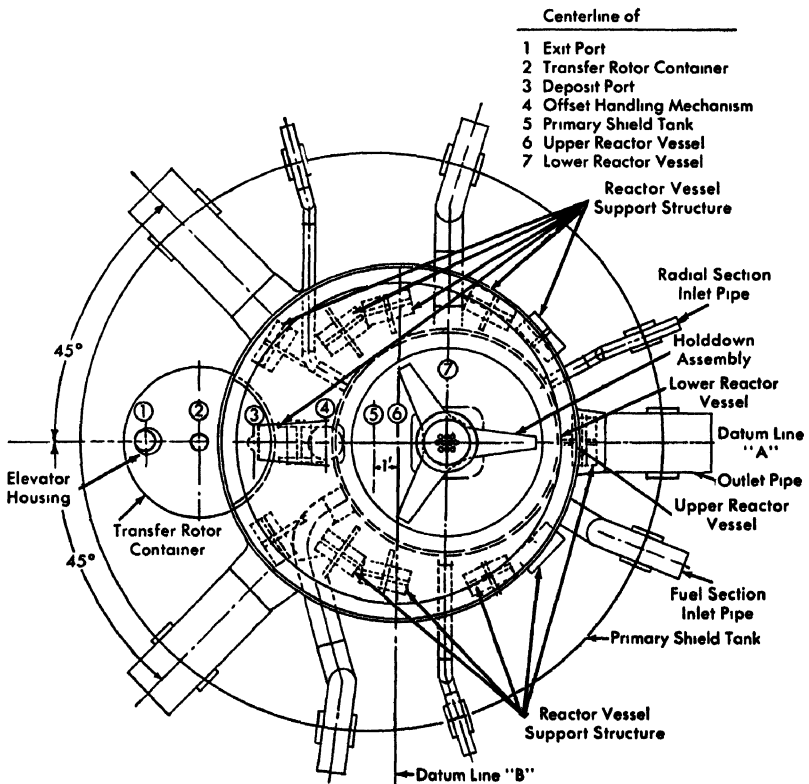 Centerline of
1 Exit Port
2 Transfer Rotor Container
3 Deposit Port
4 Offset Handling Mechanism
5 Primary Shield Tank
6 Upper Reactor Vessel
7 Lower Reactor Vessel
Reactor Vessel
Support Structure
Radial Section
Inlet Pipe
Holddown
Assembly
Lower Reactor
Vessel
Datum Line
"A"
Outlet Pipe
Upper Reactor
Vessel
Fuel Section
Inlet Pipe
Primary Shield Tank
Reactor Vessel
Support Structure
Datum Line "B"
45°
1
2
3
4
5
6
7
1'
Elevator
Housing
Transfer Rotor
Container
45°